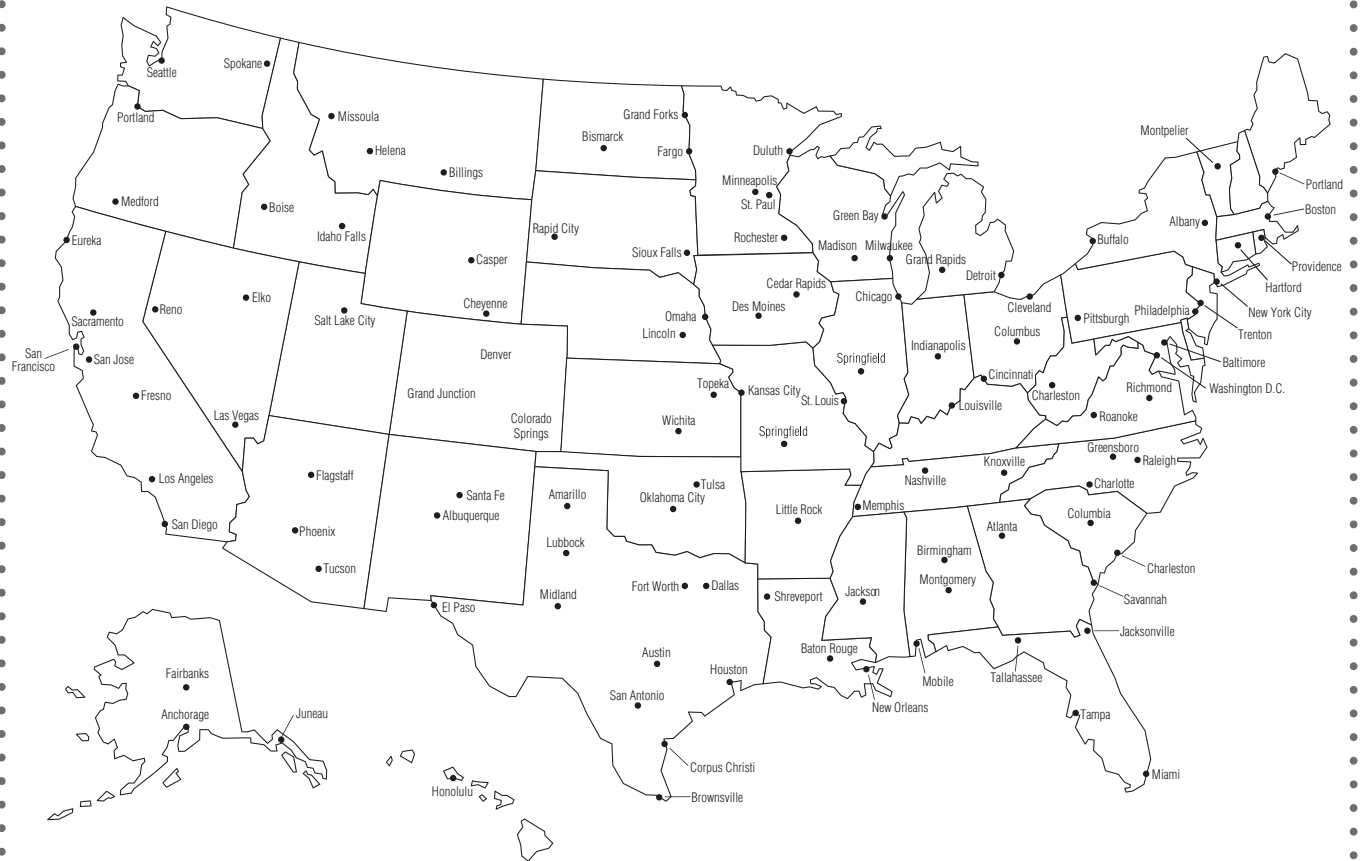 Seattle
Spokane
Portland
Missoula
Helena
Billings
Grand Forks
Bismarck
Fargo
Duluth
Minneapolis
St. Paul
Montpelier
Portland
Boston
Albany
Buffalo
Providence
Hartford
New York City
Trenton
Philadelphia
Pittsburgh
Baltimore
Washington D.C.
Medford
Boise
Idaho Falls
Rapid City
Sioux Falls
Rochester
Green Bay
Madison
Milwaukee
Grand Rapids
Detroit
Eureka
Casper
Cheyenne
Elko
Reno
Salt Lake City
Sacramento
San
Francisco
San Jose
Fresno
Las Vegas
Los Angeles
San Diego
Denver
Grand Junction
Colorado
Springs
Omaha
Lincoln
Cedar Rapids
Des Moines
Chicago
Cleveland
Columbus
Indianapolis
Springfield
Cincinnati
Charleston
Richmond
Roanoke
Louisville
St. Louis
Topeka
Kansas City
Wichita
Springfield
Flagstaff
Phoenix
Tucson
Santa Fe
Albuquerque
Amarillo
Lubbock
Tulsa
Oklahoma City
Little Rock
Memphis
Nashville
Knoxville
Greensboro
Raleigh
Charlotte
Columbia
Charleston
Savannah
Atlanta
Birmingham
Montgomery
Jackson
Shreveport
Fort Worth
Dallas
Midland
El Paso
Austin
San Antonio
Houston
Baton Rouge
New Orleans
Mobile
Tallahassee
Jacksonville
Tampa
Miami
Corpus Christi
Brownsville
Fairbanks
Anchorage
Juneau
Honolulu